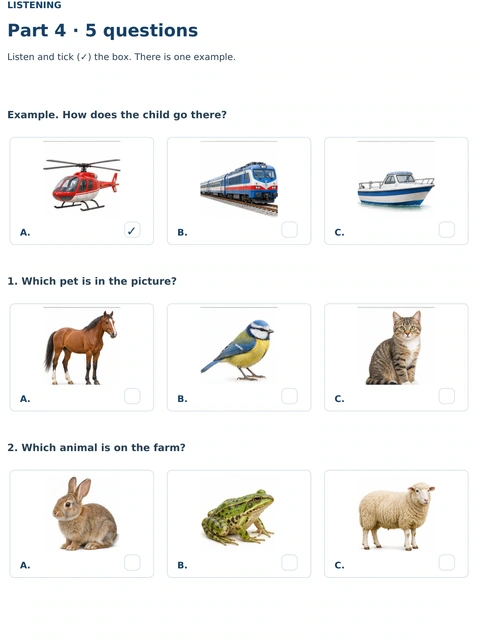 LISTENING
Part 4 · 5 questions
Listen and tick (✓) the box. There is one example.
Example. How does the child go there?
A. ✓ B. C.
1. Which pet is in the picture?
A. B. C.
2. Which animal is on the farm?
A. B. C.